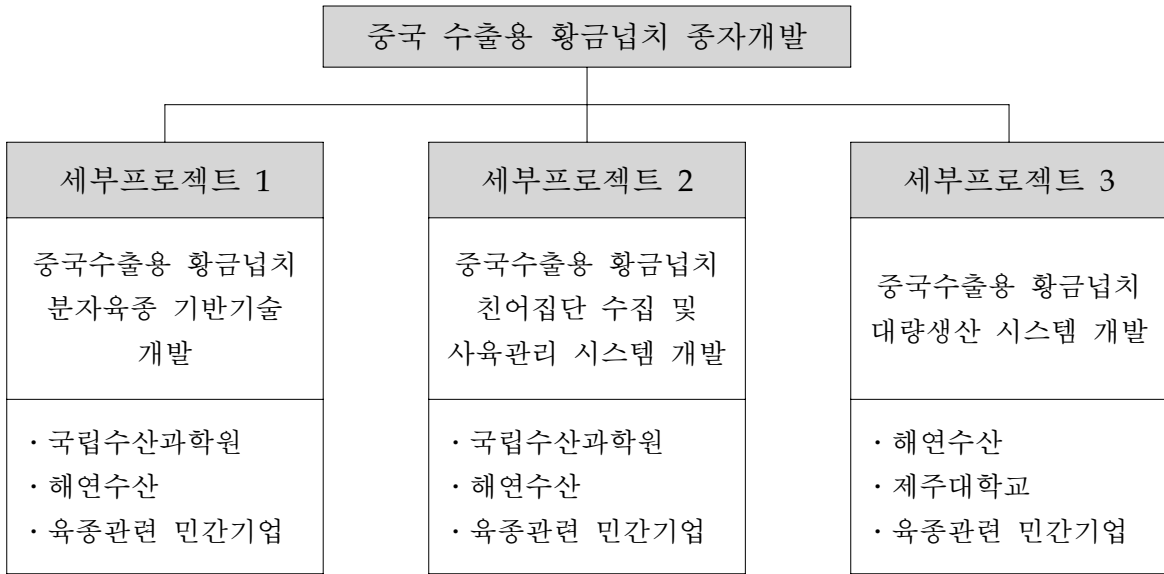 중국 수출용 황금넙치 종자개발
세부프로젝트 1
중국수출용 황금넙치
분자육종 기반기술
개발
· 국립수산과학원
· 해연수산
· 육종관련 민간기업
세부프로젝트 2
중국수출용 황금넙치
친어집단 수집 및
사육관리 시스템 개발
· 국립수산과학원
· 해연수산
· 육종관련 민간기업
세부프로젝트 3
중국수출용 황금넙치
대량생산 시스템 개발
· 해연수산
· 제주대학교
· 육종관련 민간기업